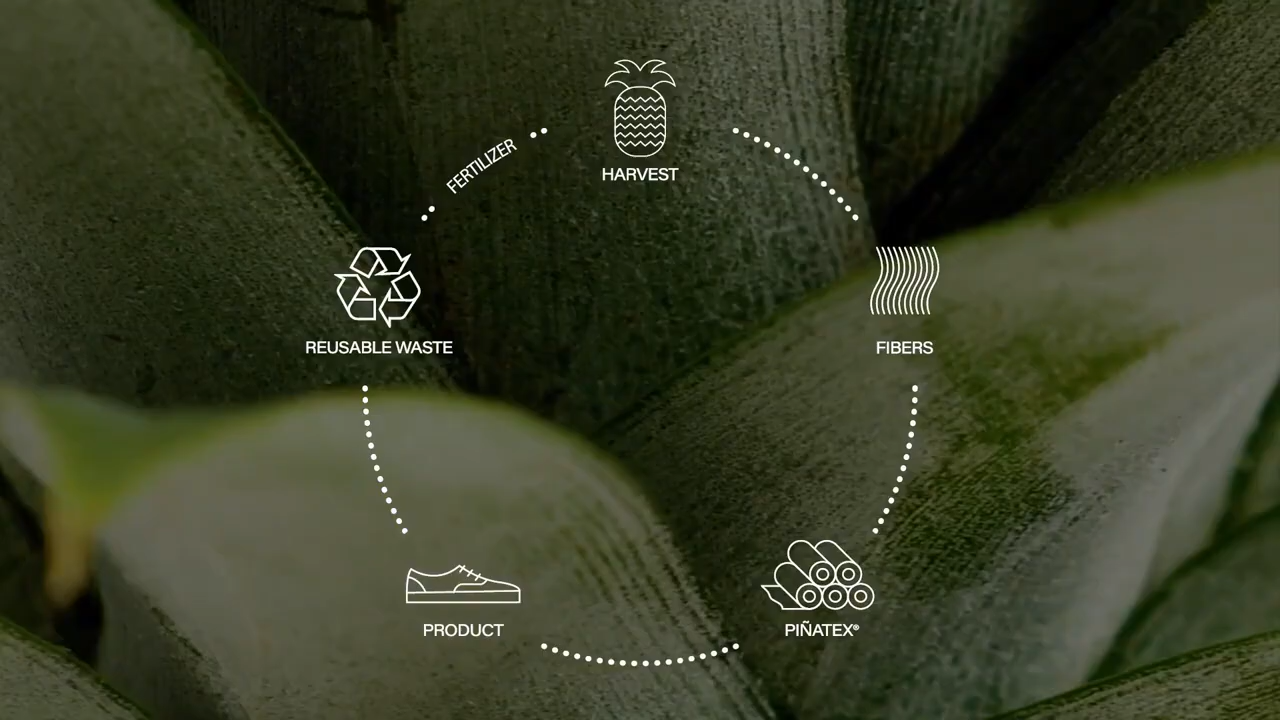 HARVEST
FIBERS
PIÑATEX®
PRODUCT
REUSABLE WASTE
FERTILIZER